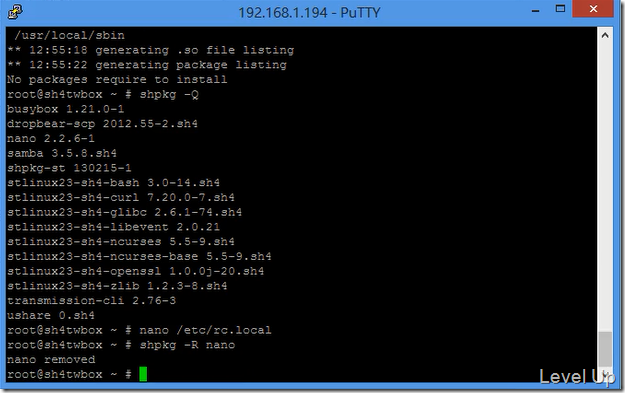 192.168.1.194 - PuTTY
/usr/local/sbin
** 12:55:18 generating .so file listing
** 12:55:22 generating package listing
No packages require to install
root@sh4twbox ~ # shpkg -Q
busybox 1.21.0-1
dropbear-scp 2012.55-2.sh4
nano 2.2.6-1
samba 3.5.8.sh4
shpkg-st 130215-1
stlinux23-sh4-bash 3.0-14.sh4
stlinux23-sh4-curl 7.20.0-7.sh4
stlinux23-sh4-glibc 2.6.1-74.sh4
stlinux23-sh4-libevent 2.0.21
stlinux23-sh4-ncurses 5.5-9.sh4
stlinux23-sh4-ncurses-base 5.5-9.sh4
stlinux23-sh4-openssl 1.0.0j-20.sh4
stlinux23-sh4-zlib 1.2.3-8.sh4
transmission-cli 2.76-3
ushare 0.sh4
root@sh4twbox ~ # nano /etc/rc.local
root@sh4twbox ~ # shpkg -R nano
nano removed
root@sh4twbox ~ #
Level Up